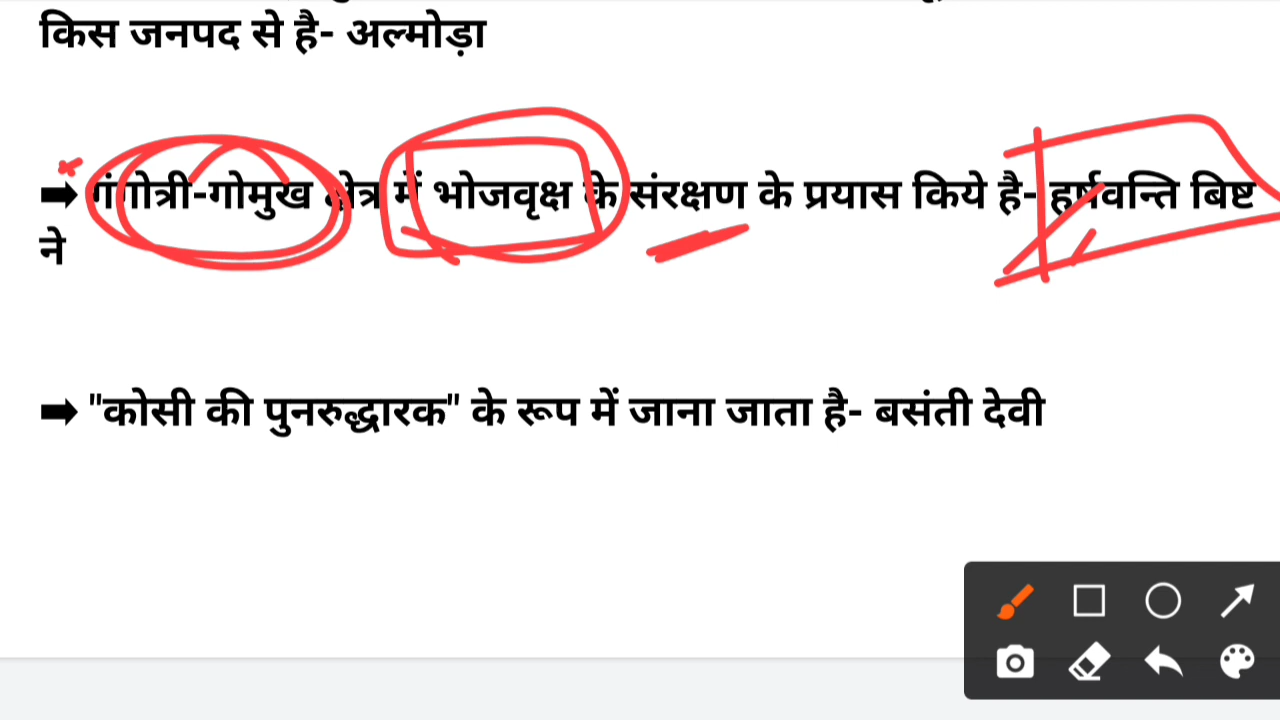 किस जनपद से है- अल्मोड़ा
➡ गंगोत्री-गोमुख क्षेत्र में भोजवृक्ष के संरक्षण के प्रयास किये है- हर्षवन्ति बिष्ट
ने
➡ "कोसी की पुनरुद्धारक" के रूप में जाना जाता है- बसंती देवी